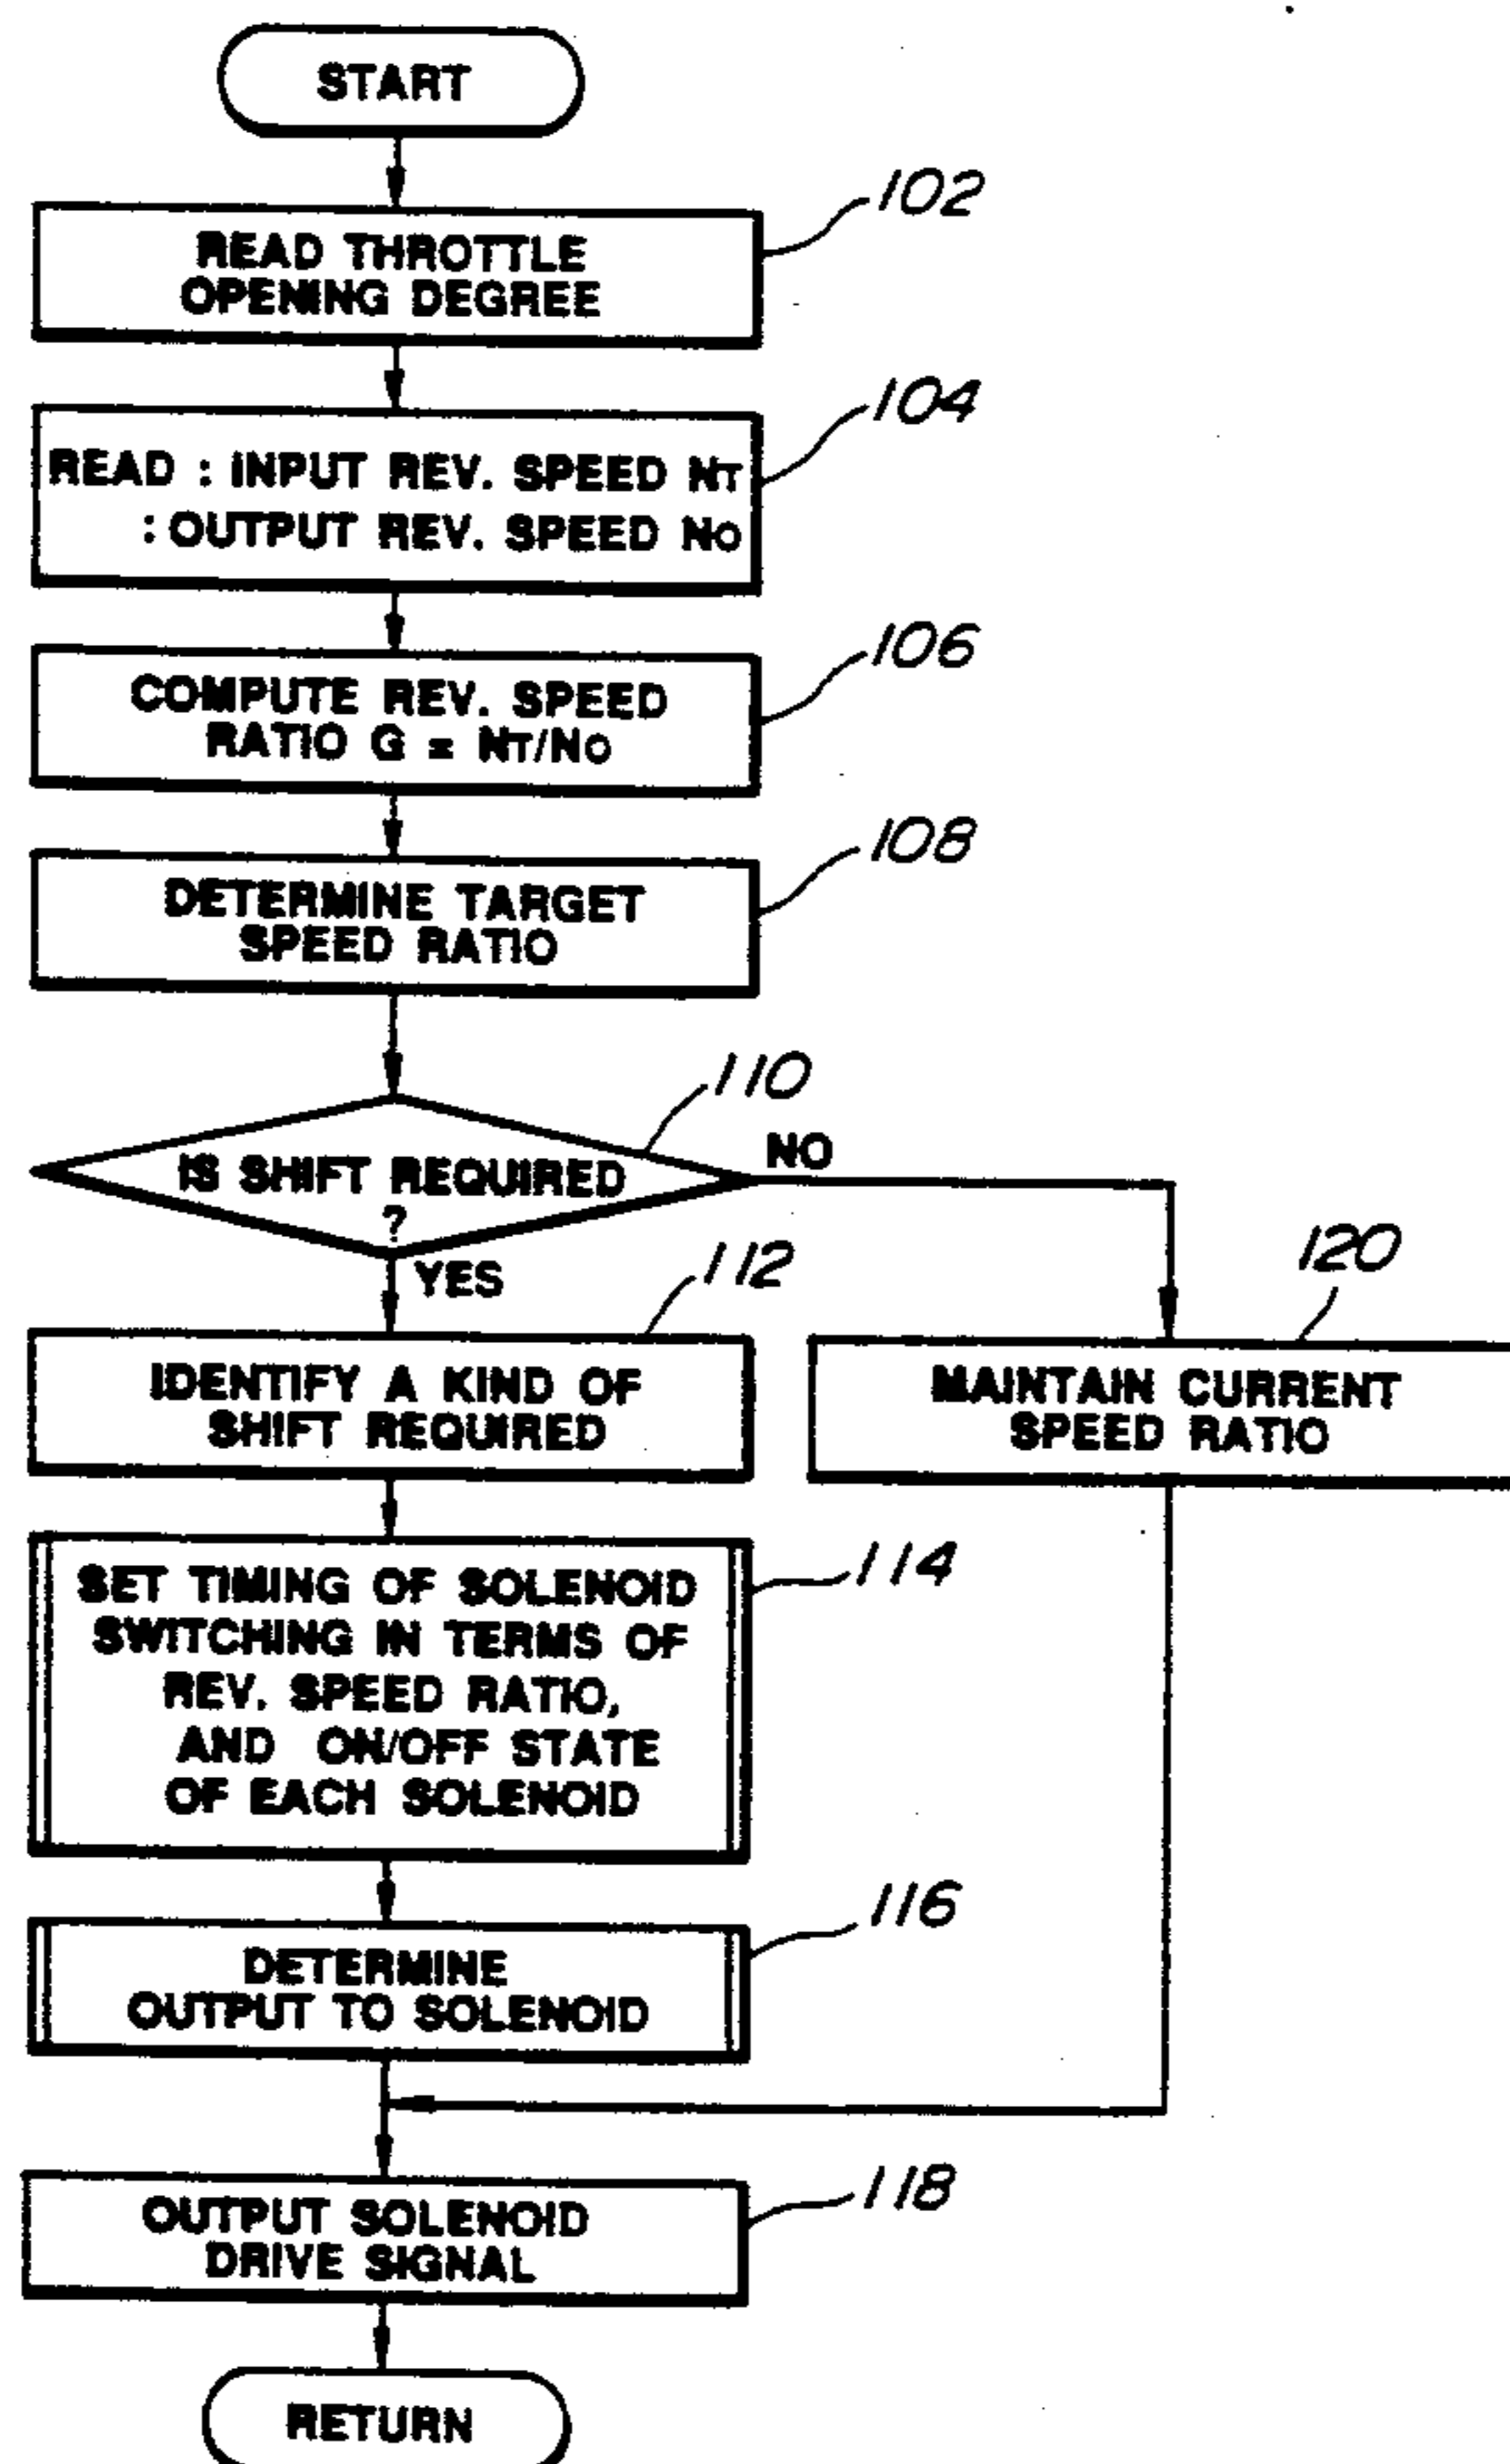 START
102
READ THROTTLE
OPENING DEGREE
104
READ : INPUT REV. SPEED NT
: OUTPUT REV. SPEED NO
106
COMPUTE REV. SPEED
RATIO G = NT/NO
108
DETERMINE TARGET
SPEED RATIO
110
IS SHIFT REQUIRED
?
NO
YES
112
IDENTIFY A KIND OF
SHIFT REQUIRED
120
MAINTAIN CURRENT
SPEED RATIO
114
SET TIMING OF SOLENOID
SWITCHING IN TERMS OF
REV. SPEED RATIO,
AND ON/OFF STATE
OF EACH SOLENOID
116
DETERMINE
OUTPUT TO SOLENOID
118
OUTPUT SOLENOID
DRIVE SIGNAL
RETURN